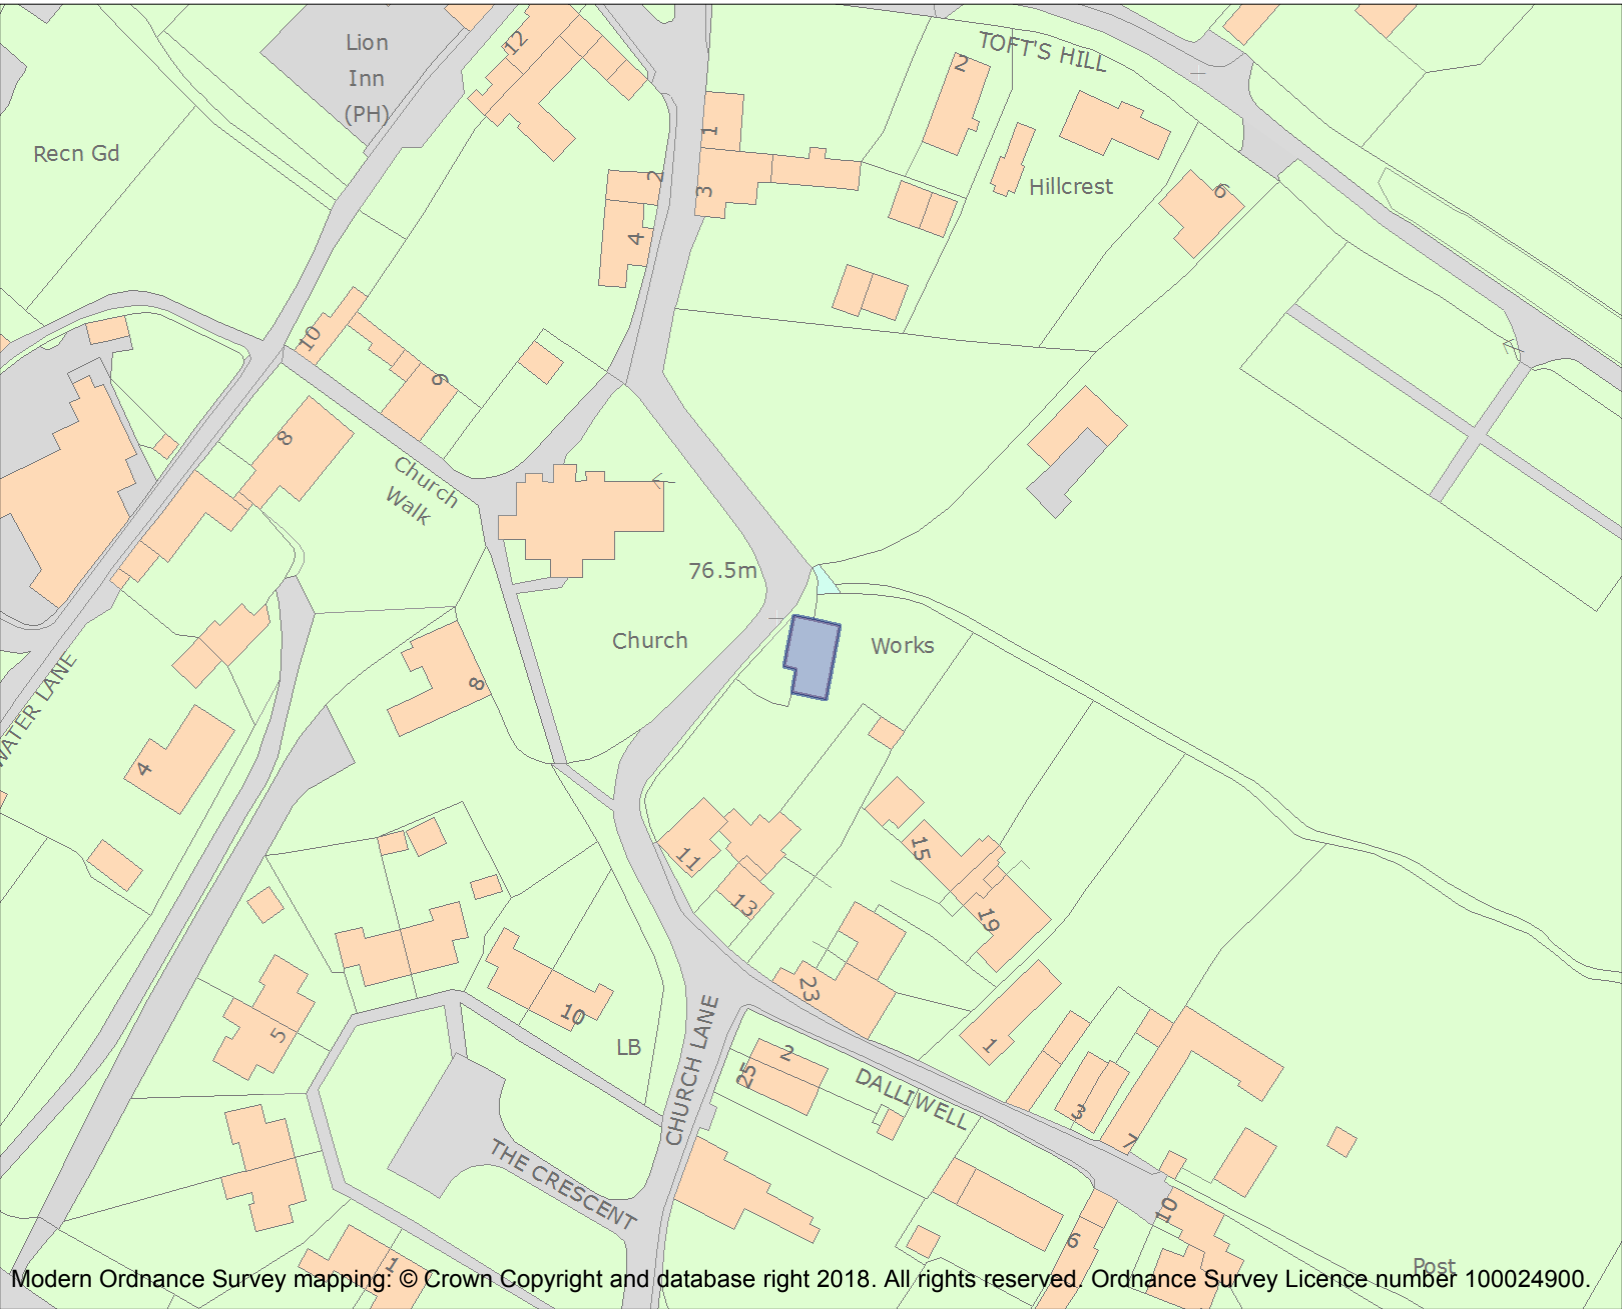 Lion
Inn
(PH)
12
TOFT'S HILL
2
Recn Gd
1
2
3
Hillcrest
6
4
10
9
8
Church
Walk
76.5m
Church
Works
8
WATER LANE
4
11
15
13
19
23
10
5
LB
2
25
1
CHURCH LANE
DALLIWELL
3
7
THE CRESCENT
10
6
1
Post
Modern Ordnance Survey mapping: © Crown Copyright and database right 2018. All rights reserved. Ordnance Survey Licence number 100024900.